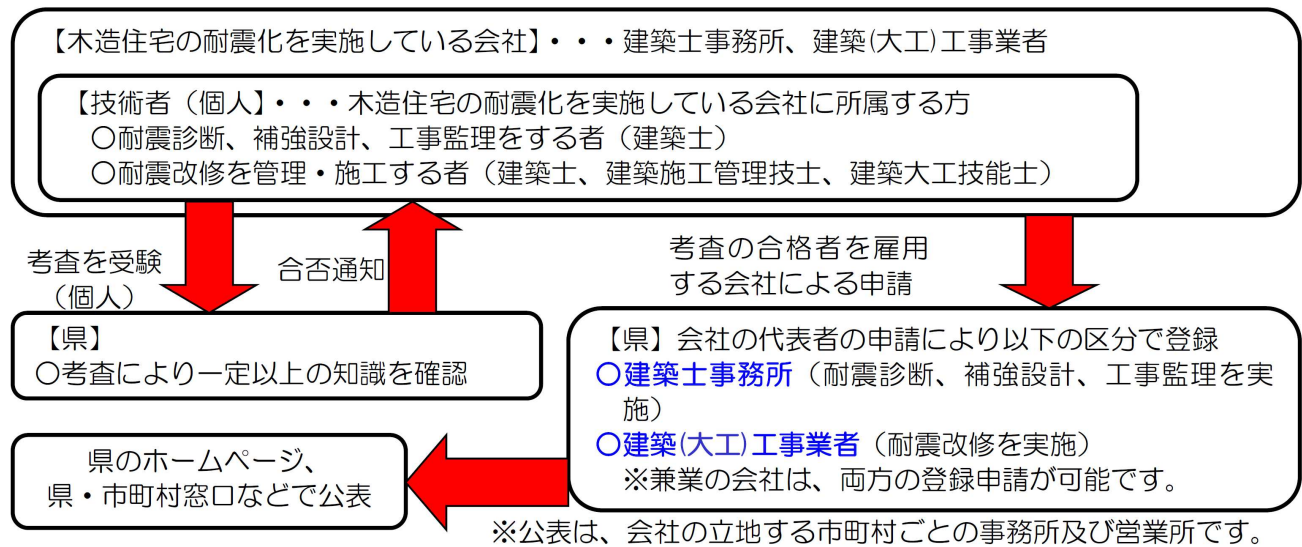 【木造住宅の耐震化を実施している会社】・・・建築士事務所、建築(大工)工事業者
【技術者（個人】・・・木造住宅の耐震化を実施している会社に所属する方
〇耐震診断、補強設計、工事監理をする者（建築士）
〇耐震改修を管理・施工する者（建築士、建築施工管理技士、建築大工技能士）
考査を受験
（個人）
合否通知
考査の合格者を雇用
する会社による申請
【県】
〇考査により一定以上の知識を確認
【県】会社の代表者の申請により以下の区分で登録
〇建築士事務所（耐震診断、補強設計、工事監理を実
施）
〇建築(大工)工事業者（耐震改修を実施）
※兼業の会社は、両方の登録申請が可能です。
県のホームページ、
県・市町村窓口などで公表
※公表は、会社の立地する市町村ごとの事務所及び営業所です。